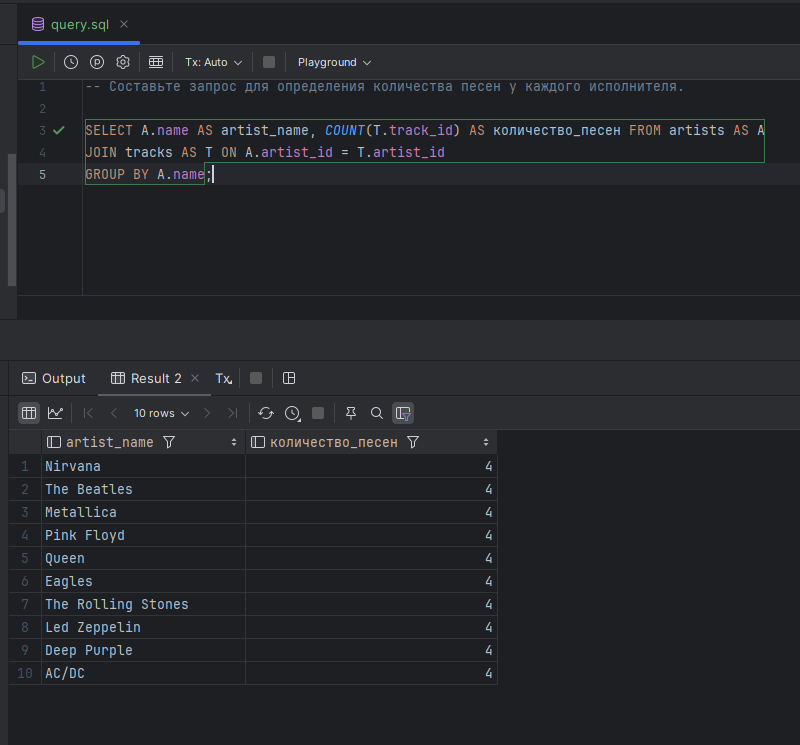 query.sql
Tx: Auto Playground
1 -- Составьте запрос для определения количества песен у каждого исполнителя.
2
3 SELECT A.name AS artist_name, COUNT(T.track_id) AS количество_песен FROM artists AS A
4 JOIN tracks AS T ON A.artist_id = T.artist_id
5 GROUP BY A.name;
Output Result 2 Tx
10 rows
artist_name количество_песен
1 Nirvana 4
2 The Beatles 4
3 Metallica 4
4 Pink Floyd 4
5 Queen 4
6 Eagles 4
7 The Rolling Stones 4
8 Led Zeppelin 4
9 Deep Purple 4
10 AC/DC 4